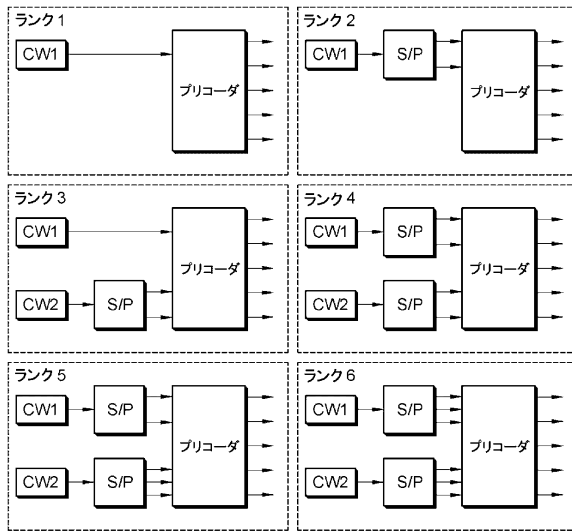 ランク 1
CW1
プリコーダ
ランク 2
CW1
S/P
プリコーダ
ランク 3
CW1
CW2
S/P
プリコーダ
ランク 4
CW1
S/P
CW2
S/P
プリコーダ
ランク 5
CW1
S/P
CW2
S/P
プリコーダ
ランク 6
CW1
S/P
CW2
S/P
プリコーダ